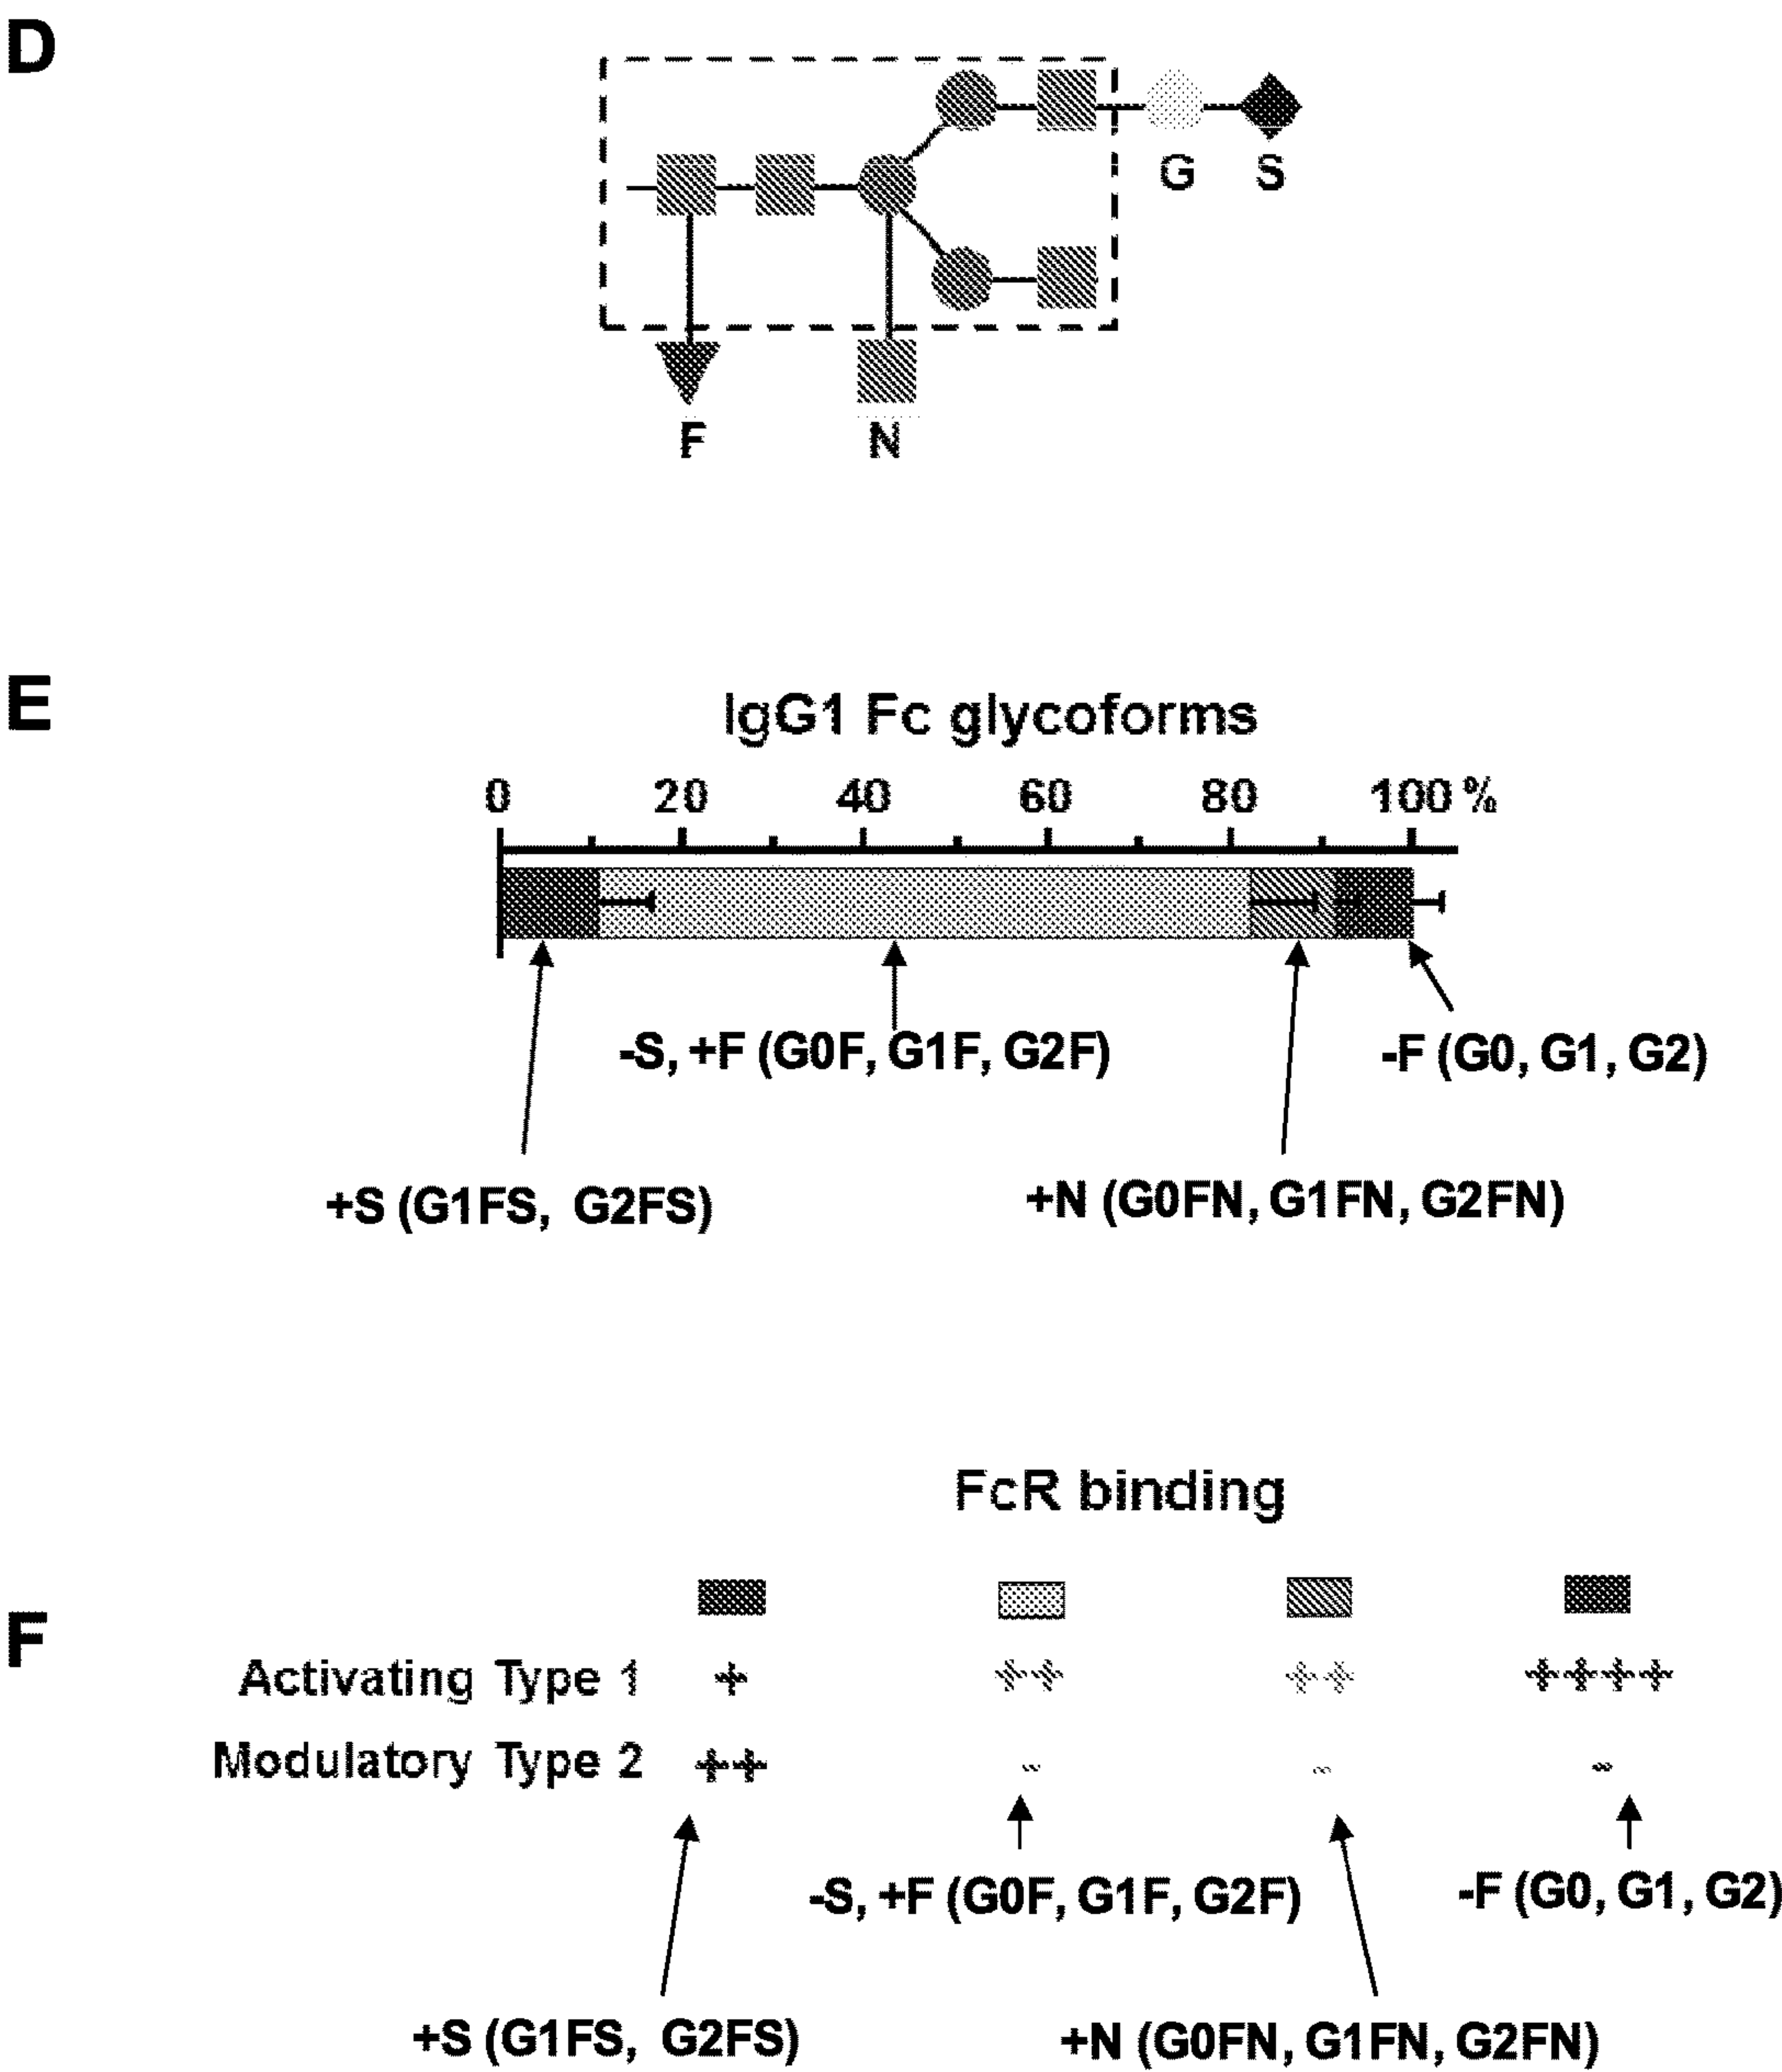 D
G S
F N
E
IgG1 Fc glycoforms
0 20 40 60 80 100 %
-S, +F (G0F, G1F, G2F)
-F (G0, G1, G2)
+S (G1FS, G2FS)
+N (G0FN, G1FN, G2FN)
FcR binding
F
Activating Type 1 + ++ ++ ++++
Modulatory Type 2 ++ - - -
-S, +F (G0F, G1F, G2F)
-F (G0, G1, G2)
+S (G1FS, G2FS)
+N (G0FN, G1FN, G2FN)